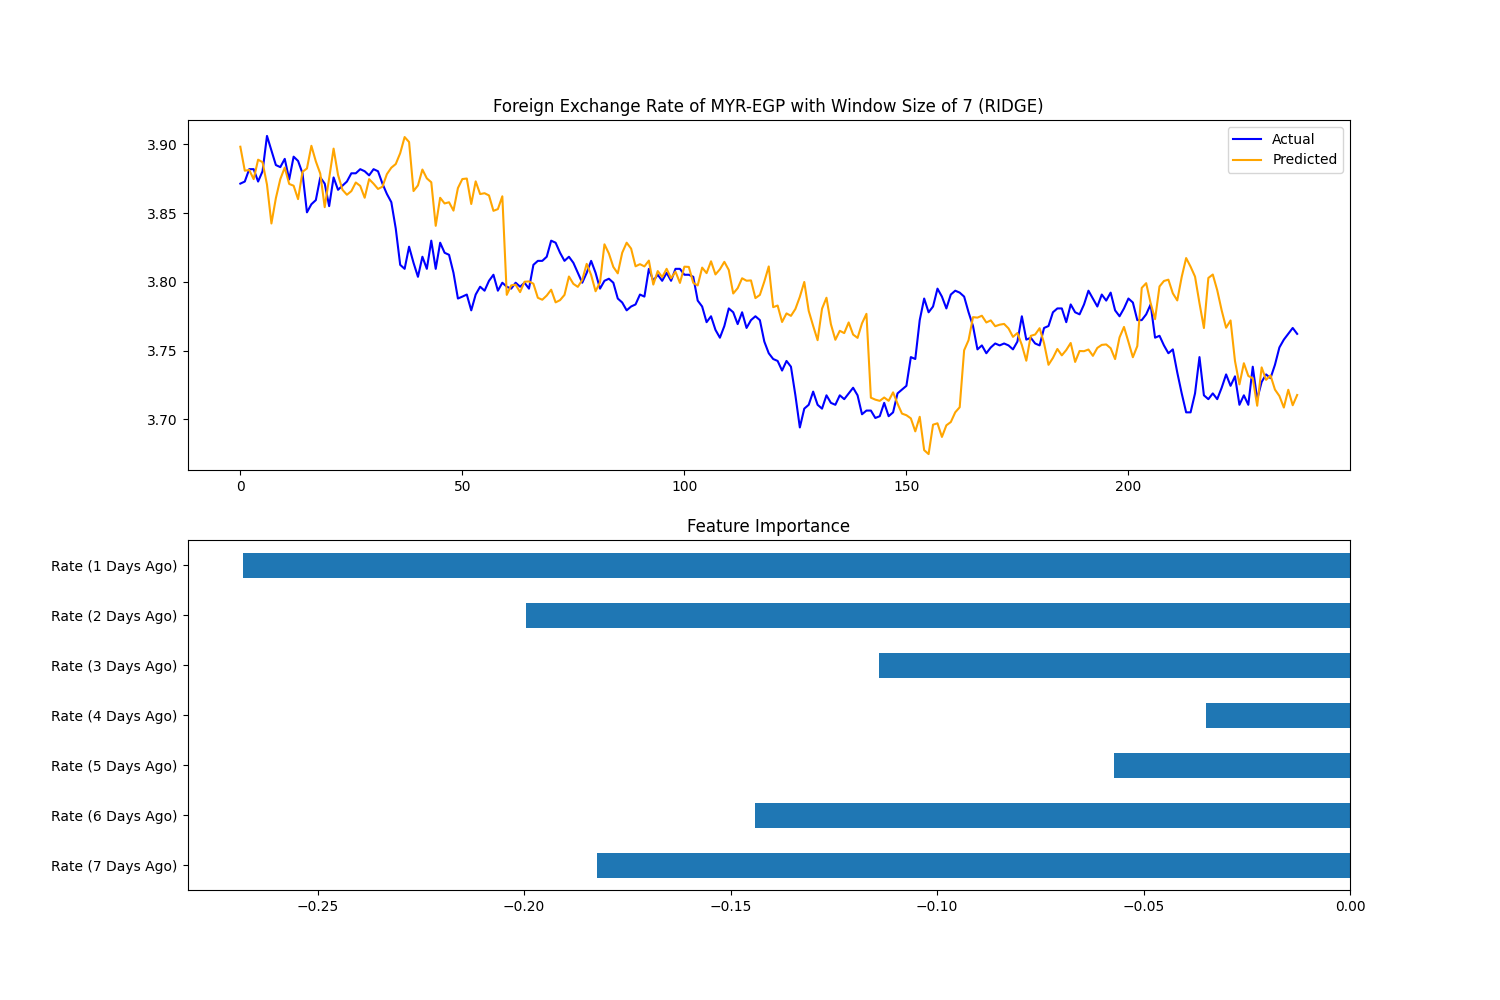 Foreign Exchange Rate of MYR-EGP with Window Size of 7 (RIDGE)
Actual
Predicted
3.90
3.85
3.80
3.75
3.70
0 50 100 150 200
Feature Importance
Rate (1 Days Ago)
Rate (2 Days Ago)
Rate (3 Days Ago)
Rate (4 Days Ago)
Rate (5 Days Ago)
Rate (6 Days Ago)
Rate (7 Days Ago)
−0.25 −0.20 −0.15 −0.10 −0.05 0.00